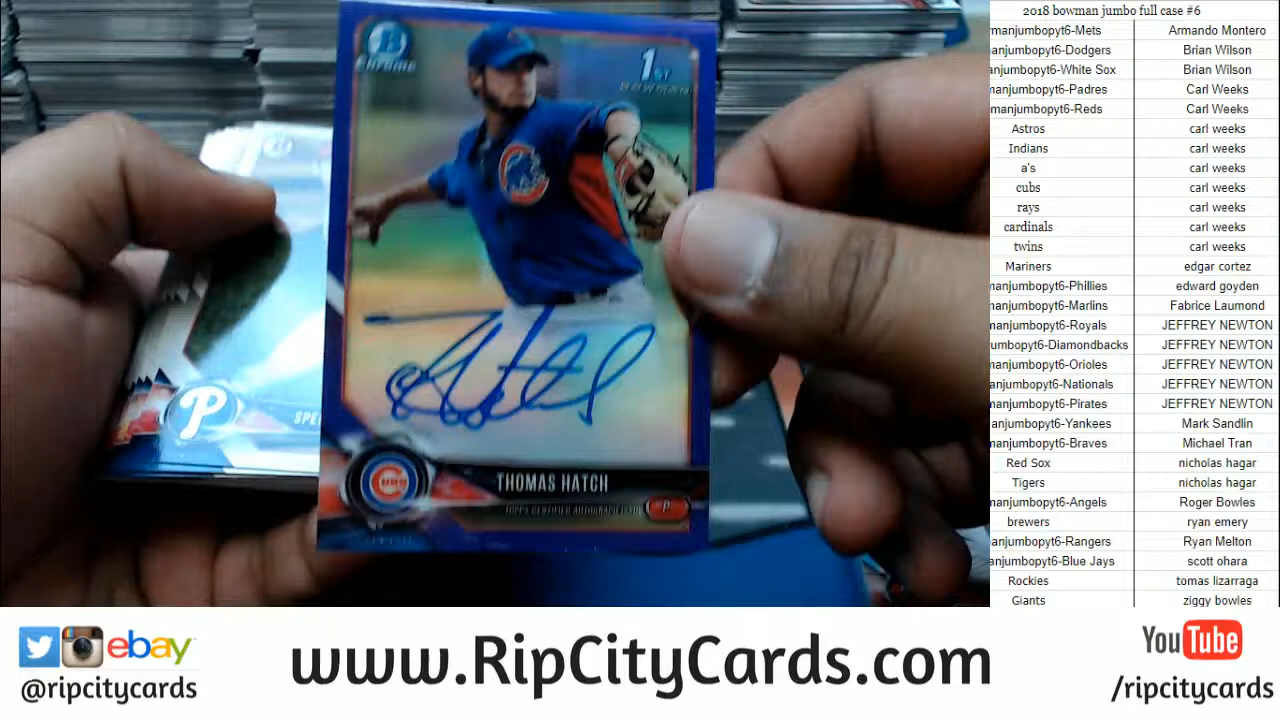 CHROME
1ST
BOWMAN
THOMAS HATCH
TOPPS CERTIFIED AUTOGRAPH ISSUE
P
CUBS
P
SPE
2018 bowman jumbo full case #6
manjumbopyt6-Mets Armando Montero
anjumbopyt6-Dodgers Brian Wilson
anjumbopyt6-White Sox Brian Wilson
manjumbopyt6-Padres Carl Weeks
manjumbopyt6-Reds Carl Weeks
Astros carl weeks
Indians carl weeks
a's carl weeks
cubs carl weeks
rays carl weeks
cardinals carl weeks
twins carl weeks
Mariners edgar cortez
manjumbopyt6-Phillies edward goyden
manjumbopyt6-Marlins Fabrice Laumond
manjumbopyt6-Royals JEFFREY NEWTON
umbopyt6-Diamondbacks JEFFREY NEWTON
manjumbopyt6-Orioles JEFFREY NEWTON
anjumbopyt6-Nationals JEFFREY NEWTON
manjumbopyt6-Pirates JEFFREY NEWTON
anjumbopyt6-Yankees Mark Sandlin
manjumbopyt6-Braves Michael Tran
Red Sox nicholas hagar
Tigers nicholas hagar
manjumbopyt6-Angels Roger Bowles
brewers ryan emery
manjumbopyt6-Rangers Ryan Melton
anjumbopyt6-Blue Jays scott ohara
Rockies tomas lizarraga
Giants ziggy bowles
ebay
@ripcitycards
www.RipCityCards.com
YouTube
/ripcitycards